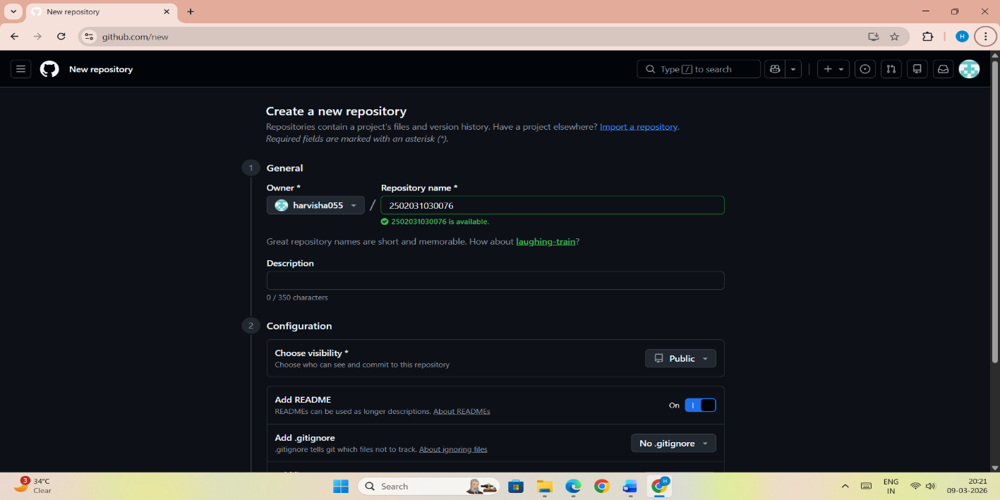 New repository
github.com/new
H
New repository
Type / to search
Create a new repository
Repositories contain a project's files and version history. Have a project elsewhere? Import a repository.
Required fields are marked with an asterisk (*).
1 General
Owner * Repository name *
harvisha055 / 2502031030076
2502031030076 is available.
Great repository names are short and memorable. How about laughing-train?
Description
0 / 350 characters
2 Configuration
Choose visibility *
Choose who can see and commit to this repository
Public
Add README
READMEs can be used as longer descriptions. About READMEs
On
Add .gitignore
.gitignore tells git which files not to track. About ignoring files
No .gitignore
3
34°C
Clear
Search
W
H
ENG
IN
20:21
09-03-2026